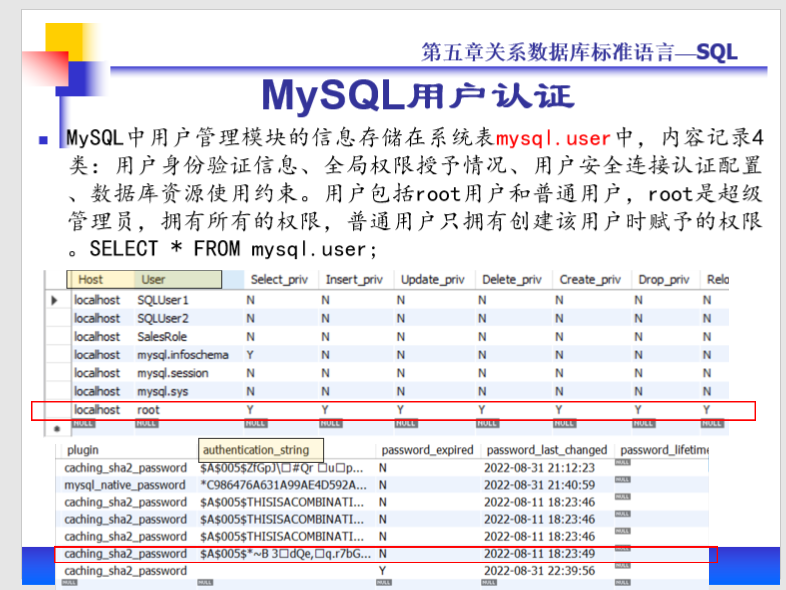 第五章关系数据库标准语言—SQL
MySQL用户认证
MySQL中用户管理模块的信息存储在系统表mysql.user中，内容记录4
类：用户身份验证信息、全局权限授予情况、用户安全连接认证配置
、数据库资源使用约束。用户包括root用户和普通用户，root是超级
管理员，拥有所有的权限，普通用户只拥有创建该用户时赋予的权限
。SELECT * FROM mysql.user;
Host User Select_priv Insert_priv Update_priv Delete_priv Create_priv Drop_priv Relo
localhost SQLUser1 N N N N N N N
localhost SQLUser2 N N N N N N N
localhost SalesRole N N N N N N N
localhost mysql.infoschema Y N N N N N N
localhost mysql.session N N N N N N N
localhost mysql.sys N N N N N N N
localhost root Y Y Y Y Y Y Y
NULL NULL NULL NULL NULL NULL NULL NULL NULL
plugin authentication_string password_expired password_last_changed password_lifetime
caching_sha2_password $A$005$ZfGpJ\□#Qr □u□p... N 2022-08-31 21:12:23 NULL
mysql_native_password *C986476A631A99AE4D592A... N 2022-08-31 21:40:59 NULL
caching_sha2_password $A$005$THISISACOMBINATI... N 2022-08-11 18:23:46 NULL
caching_sha2_password $A$005$THISISACOMBINATI... N 2022-08-11 18:23:46 NULL
caching_sha2_password $A$005$THISISACOMBINATI... N 2022-08-11 18:23:46 NULL
caching_sha2_password $A$005$*~B 3□dQe,□q.r7bG... N 2022-08-11 18:23:49 NULL
caching_sha2_password Y 2022-08-31 22:39:56 NULL
NULL NULL NULL NULL NULL